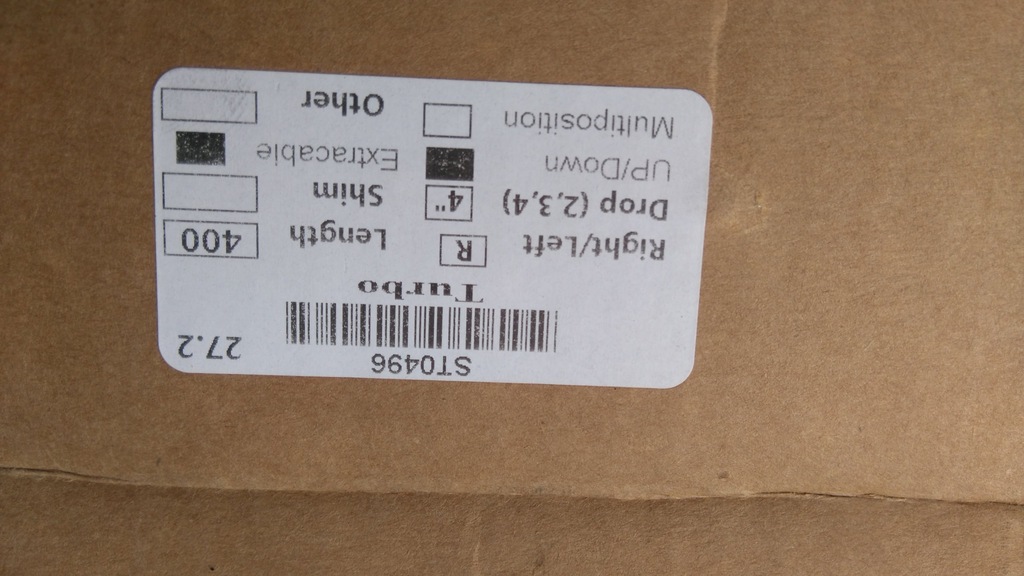 ST0496 27.2
Turbo
Right/Left R Length 400
Drop (2,3,4) 4" Shim
UP/Down Extracable
Multiposition Other